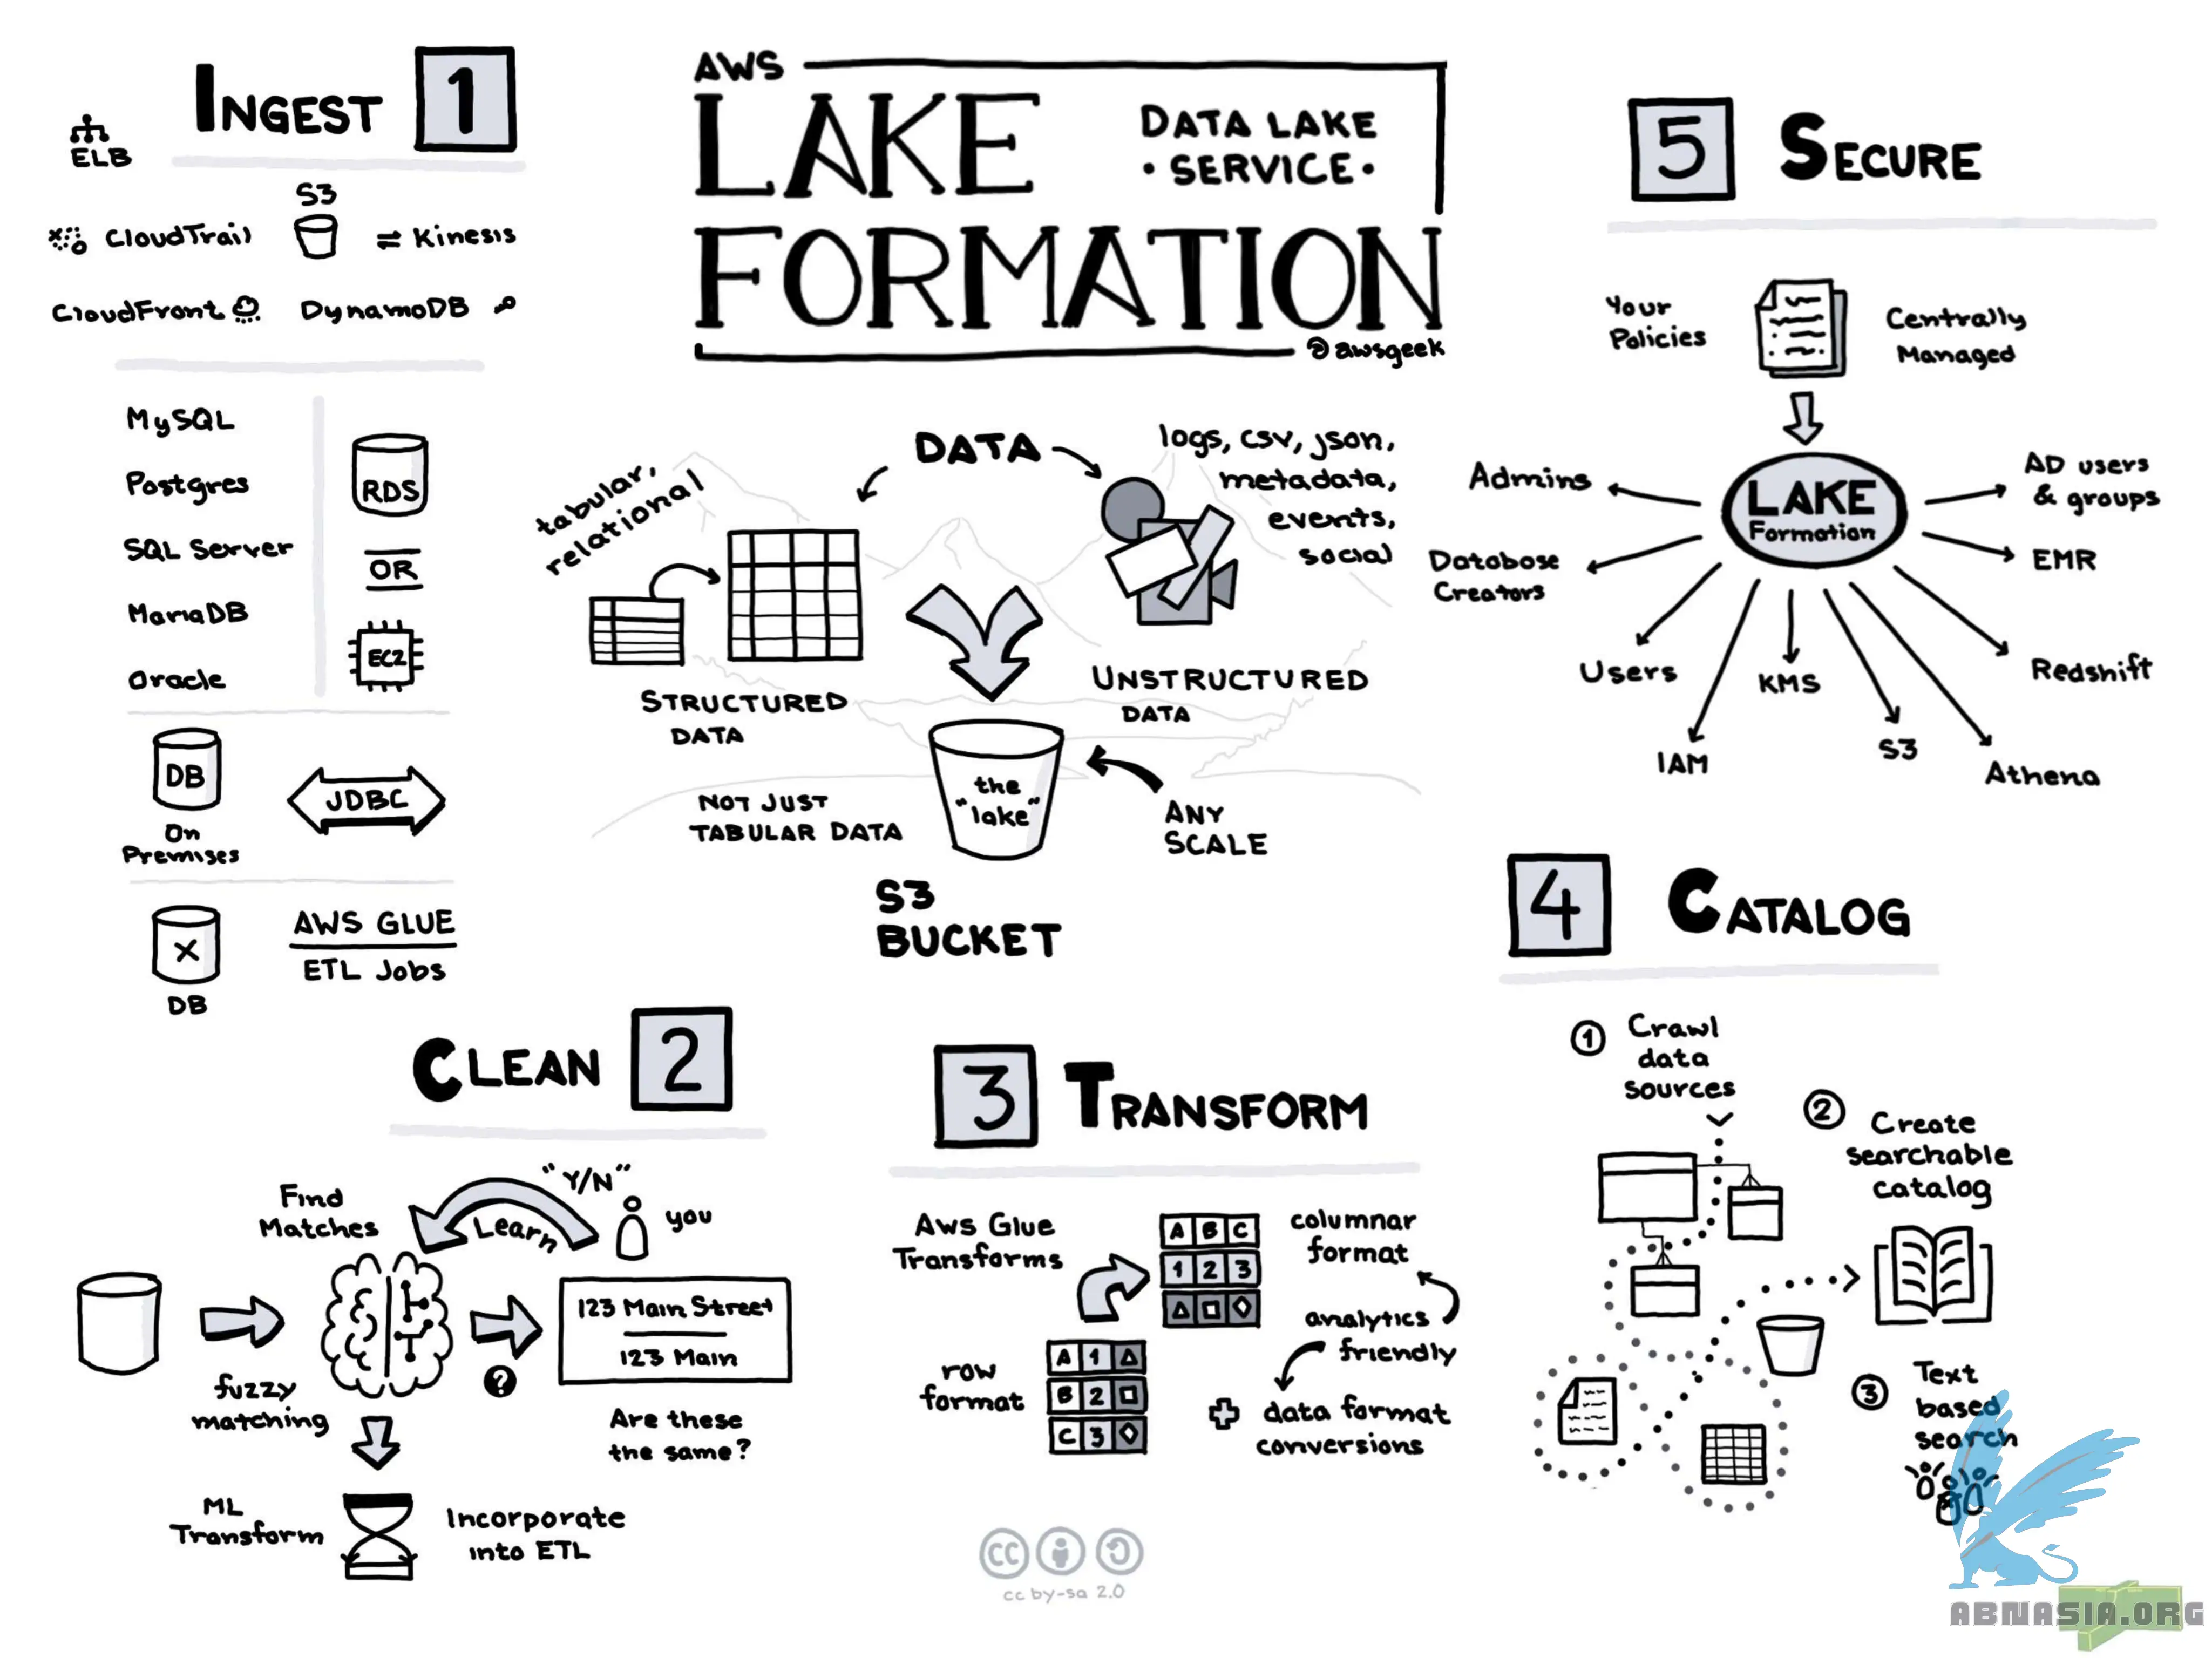 AWS
LAKE
FORMATION
DATA LAKE
• SERVICE •
@awsgeek
INGEST 1
ELB
S3
CloudTrail
Kinesis
CloudFront
DynamoDB
MySQL
Postgres
SQL Server
MariaDB
Oracle
RDS
OR
EC2
DB
On
Premises
JDBC
X
DB
AWS GLUE
ETL Jobs
DATA
tabular,
relational
logs, csv, json,
metadata,
events,
social
STRUCTURED
DATA
UNSTRUCTURED
DATA
NOT JUST
TABULAR DATA
the
"lake"
ANY
SCALE
S3
BUCKET
CLEAN 2
Find
Matches
"Y/N"
Learn
you
fuzzy
matching
?
123 Main Street
123 Main
Are these
the same?
ML
Transform
Incorporate
into ETL
3 TRANSFORM
Aws Glue
Transforms
A B C
1 2 3
columnar
format
row
format
A 1
B 2
C 3
analytics
friendly
+ data format
conversions
4 CATALOG
1 Crawl
data
sources
2 Create
searchable
catalog
3 Text
based
search
5 SECURE
Your
Policies
Centrally
Managed
LAKE
Formation
Admins
Database
Creators
Users
IAM
KMS
S3
Athena
Redshift
EMR
AD users
& groups
cc
cc by-sa 2.0
ABNASIA.ORG